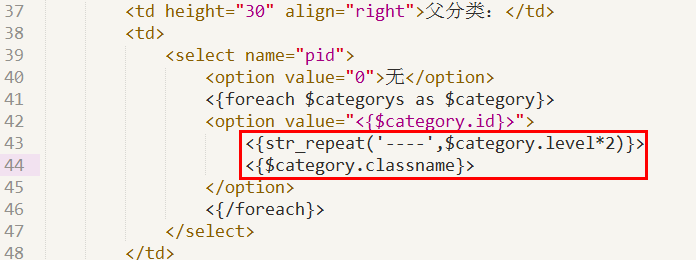 37 <td height="30" align="right">父分类：</td>
38 <td>
39 <select name="pid">
40 <option value="0">无</option>
41 <{foreach $categorys as $category}>
42 <option value="<{$category.id}>">
43 <{str_repeat('----',$category.level*2)}>
44 <{$category.classname}>
45 </option>
46 <{/foreach}>
47 </select>
48 </td>